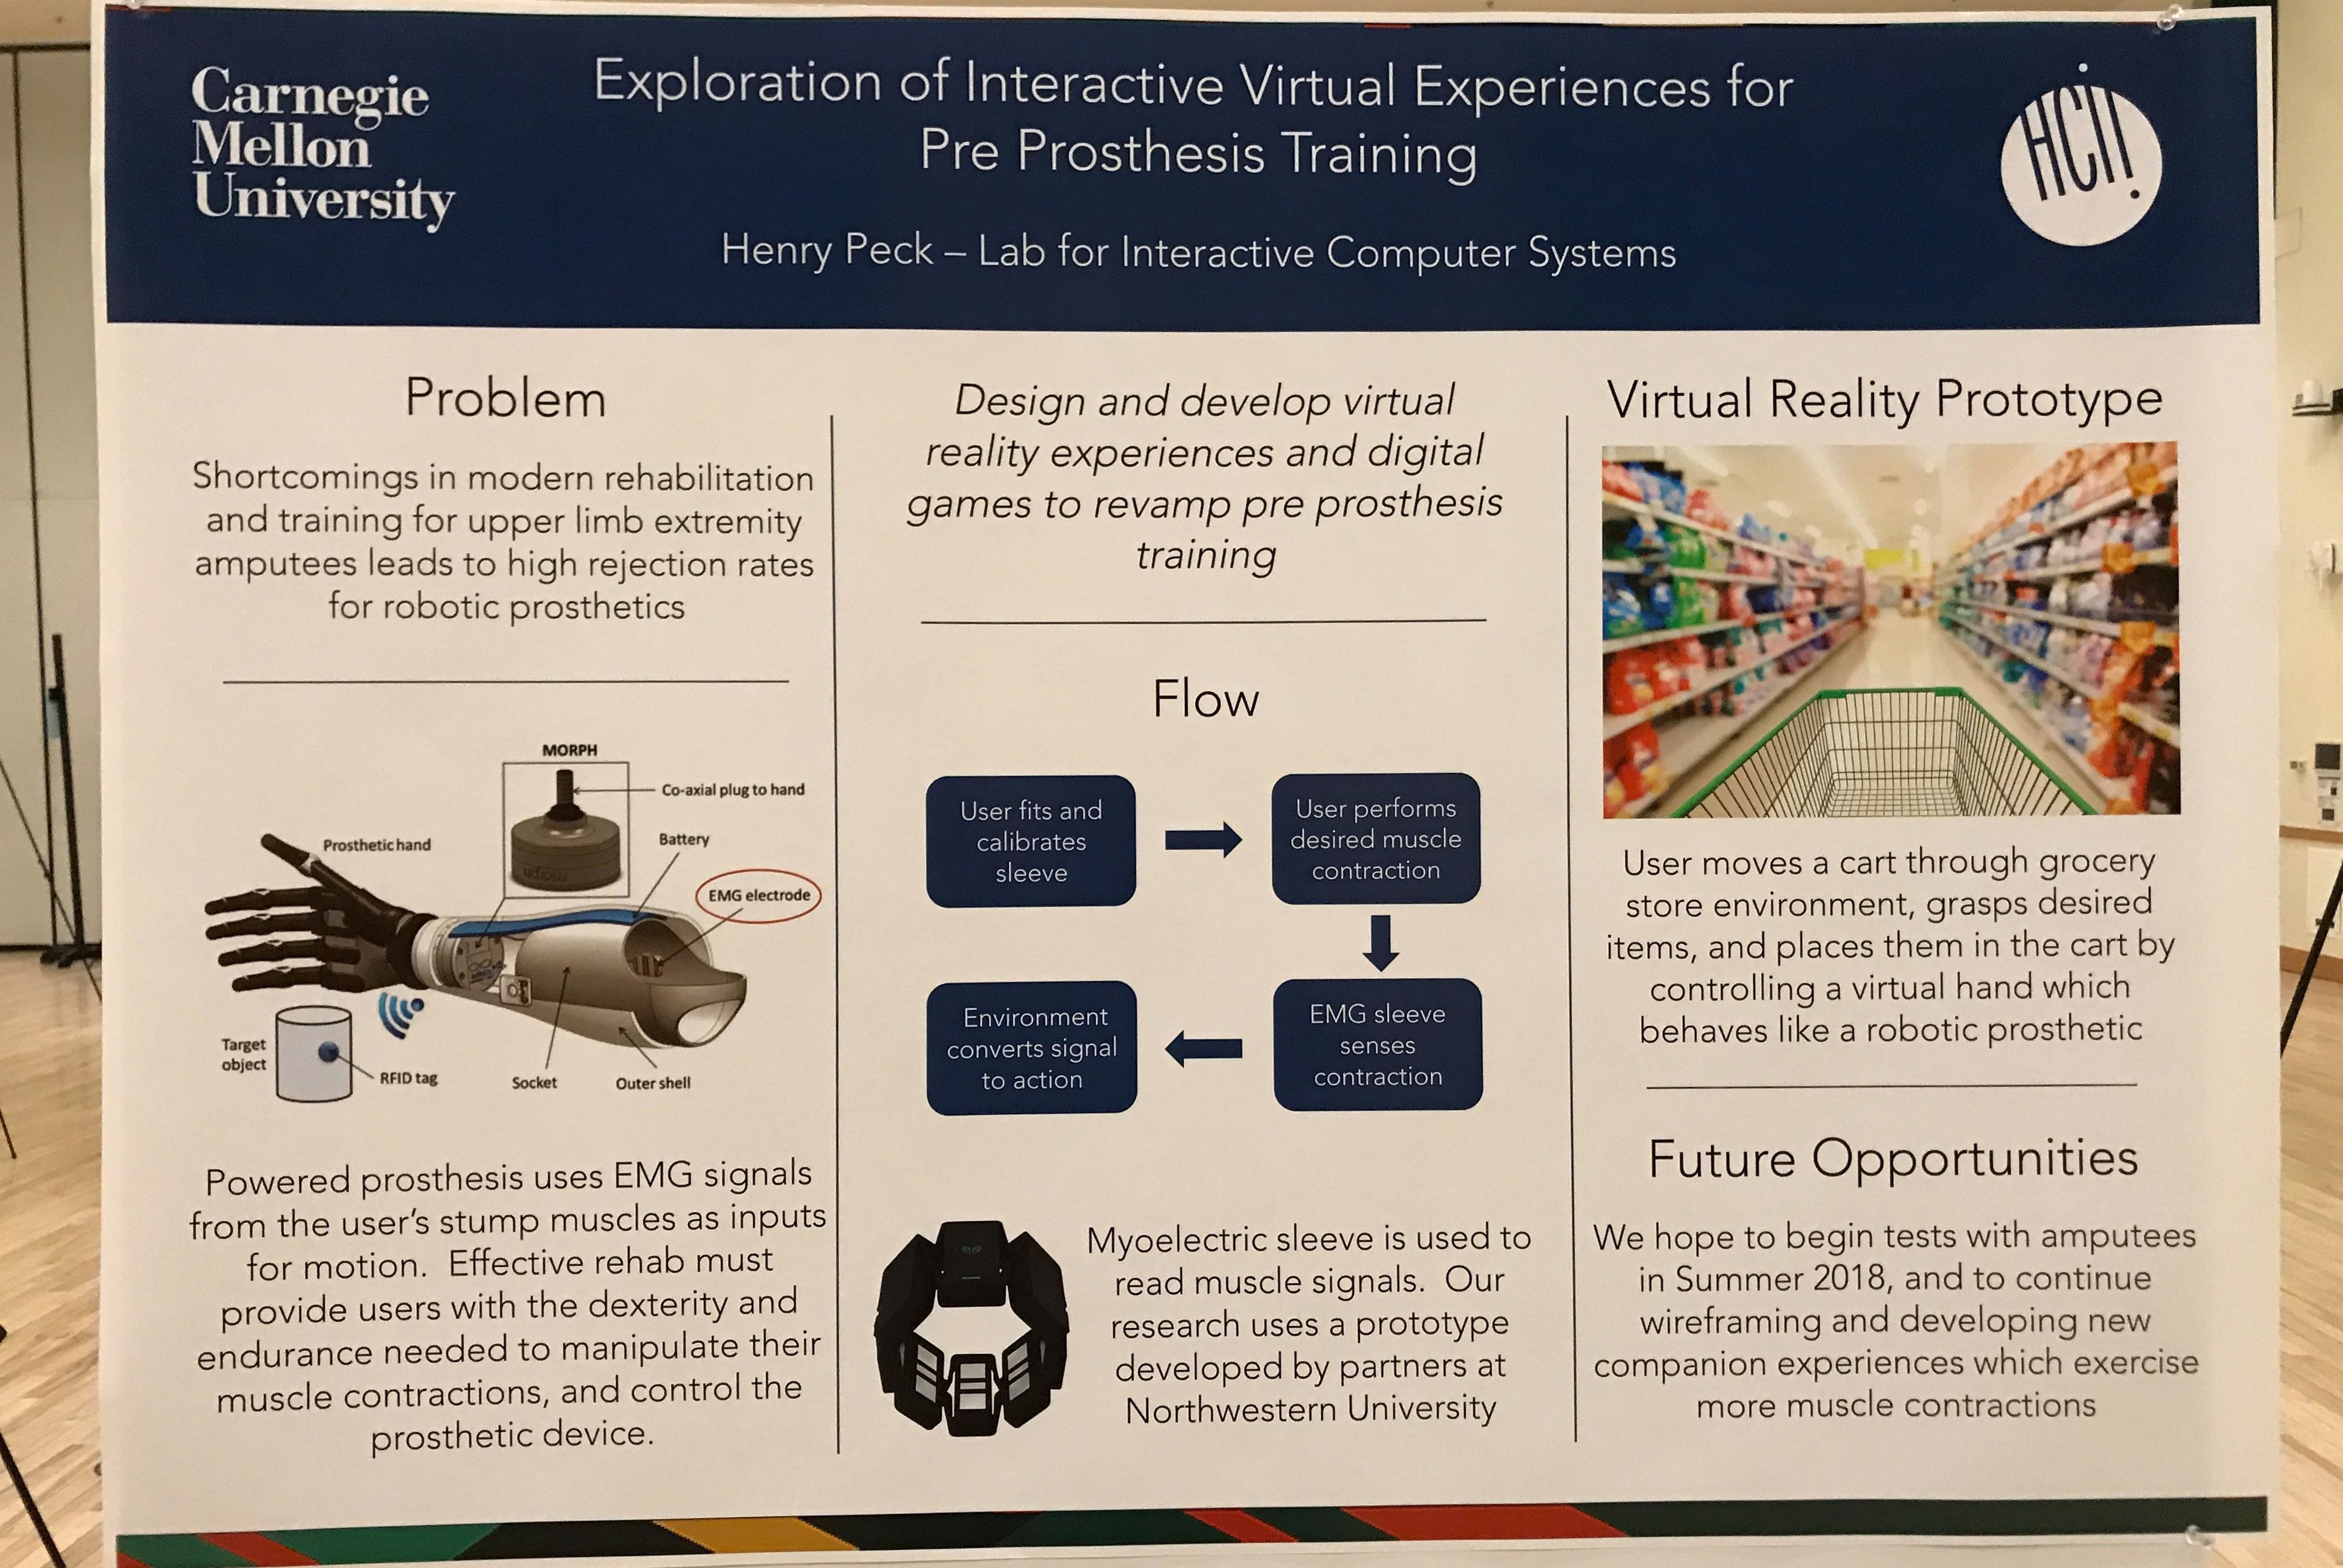 Carnegie
Mellon
University
Exploration of Interactive Virtual Experiences for
Pre Prosthesis Training
Henry Peck – Lab for Interactive Computer Systems
HCII
Problem
Shortcomings in modern rehabilitation
and training for upper limb extremity
amputees leads to high rejection rates
for robotic prosthetics
MORPH
Co-axial plug to hand
Prosthetic hand
Battery
EMG electrode
morph
Target
object
RFID tag
Socket
Outer shell
Powered prosthesis uses EMG signals
from the user's stump muscles as inputs
for motion.  Effective rehab must
provide users with the dexterity and
endurance needed to manipulate their
muscle contractions, and control the
prosthetic device.
Design and develop virtual
reality experiences and digital
games to revamp pre prosthesis
training
Flow
User fits and
calibrates
sleeve
User performs
desired muscle
contraction
EMG sleeve
senses
contraction
Environment
converts signal
to action
Myoelectric sleeve is used to
read muscle signals.  Our
research uses a prototype
developed by partners at
Northwestern University
Virtual Reality Prototype
User moves a cart through grocery
store environment, grasps desired
items, and places them in the cart by
controlling a virtual hand which
behaves like a robotic prosthetic
Future Opportunities
We hope to begin tests with amputees
in Summer 2018, and to continue
wireframing and developing new
companion experiences which exercise
more muscle contractions